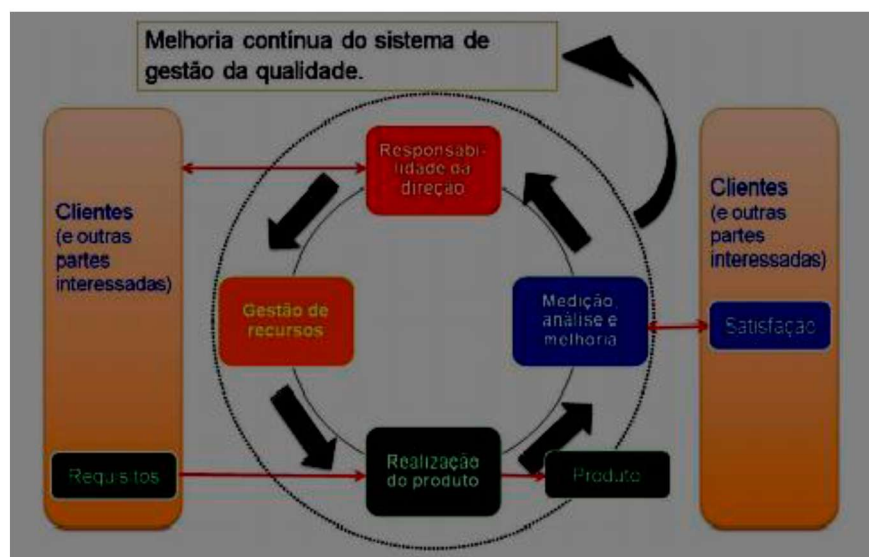 Melhoria contínua do sistema de
gestão da qualidade.
Responsabi-
lidade da
direção
Clientes
(e outras
partes
interessadas)
Clientes
(e outras
partes
interessadas)
Gestão de
recursos
Medição,
análise e
melhoria
Satisfação
Requisitos
Realização
do produto
Produto